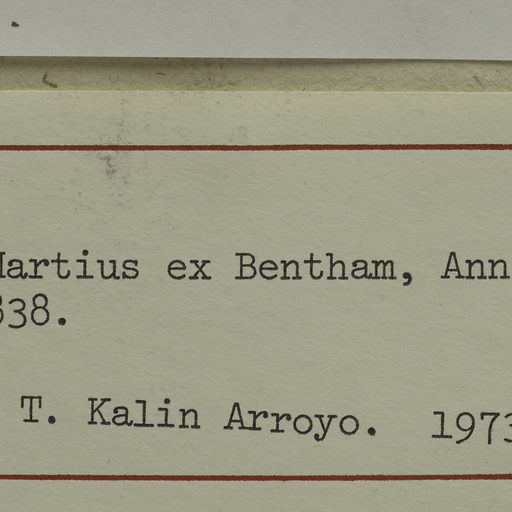 Martius ex Bentham, Ann
838.
T. Kalin Arroyo. 1973